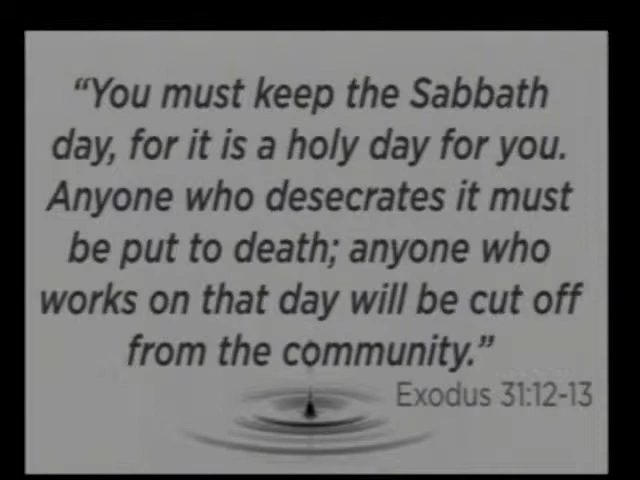 “You must keep the Sabbath
day, for it is a holy day for you.
Anyone who desecrates it must
be put to death; anyone who
works on that day will be cut off
from the community.”
Exodus 31:12-13